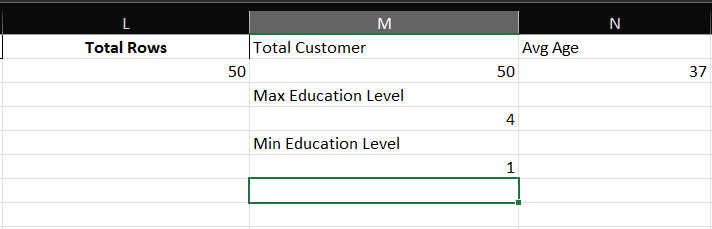 L M N
Total Rows Total Customer Avg Age
50 50 37
Max Education Level
4
Min Education Level
1